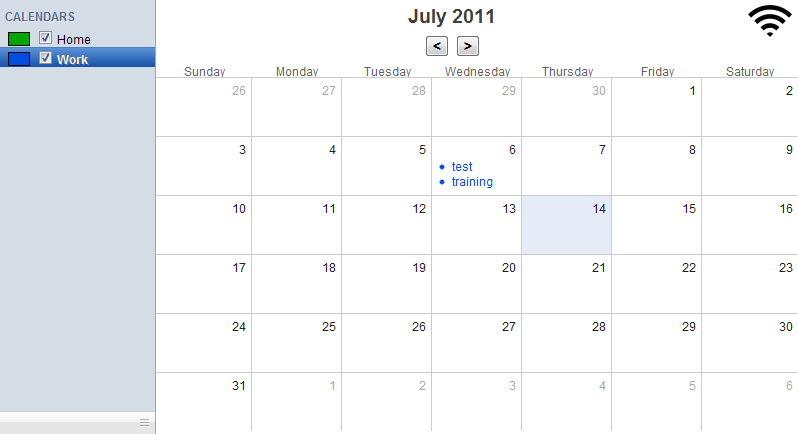 CALENDARS
Home
Work
July 2011
< >
Sunday Monday Tuesday Wednesday Thursday Friday Saturday
26 27 28 29 30 1 2
3 4 5 6 7 8 9
test
training
10 11 12 13 14 15 16
17 18 19 20 21 22 23
24 25 26 27 28 29 30
31 1 2 3 4 5 6